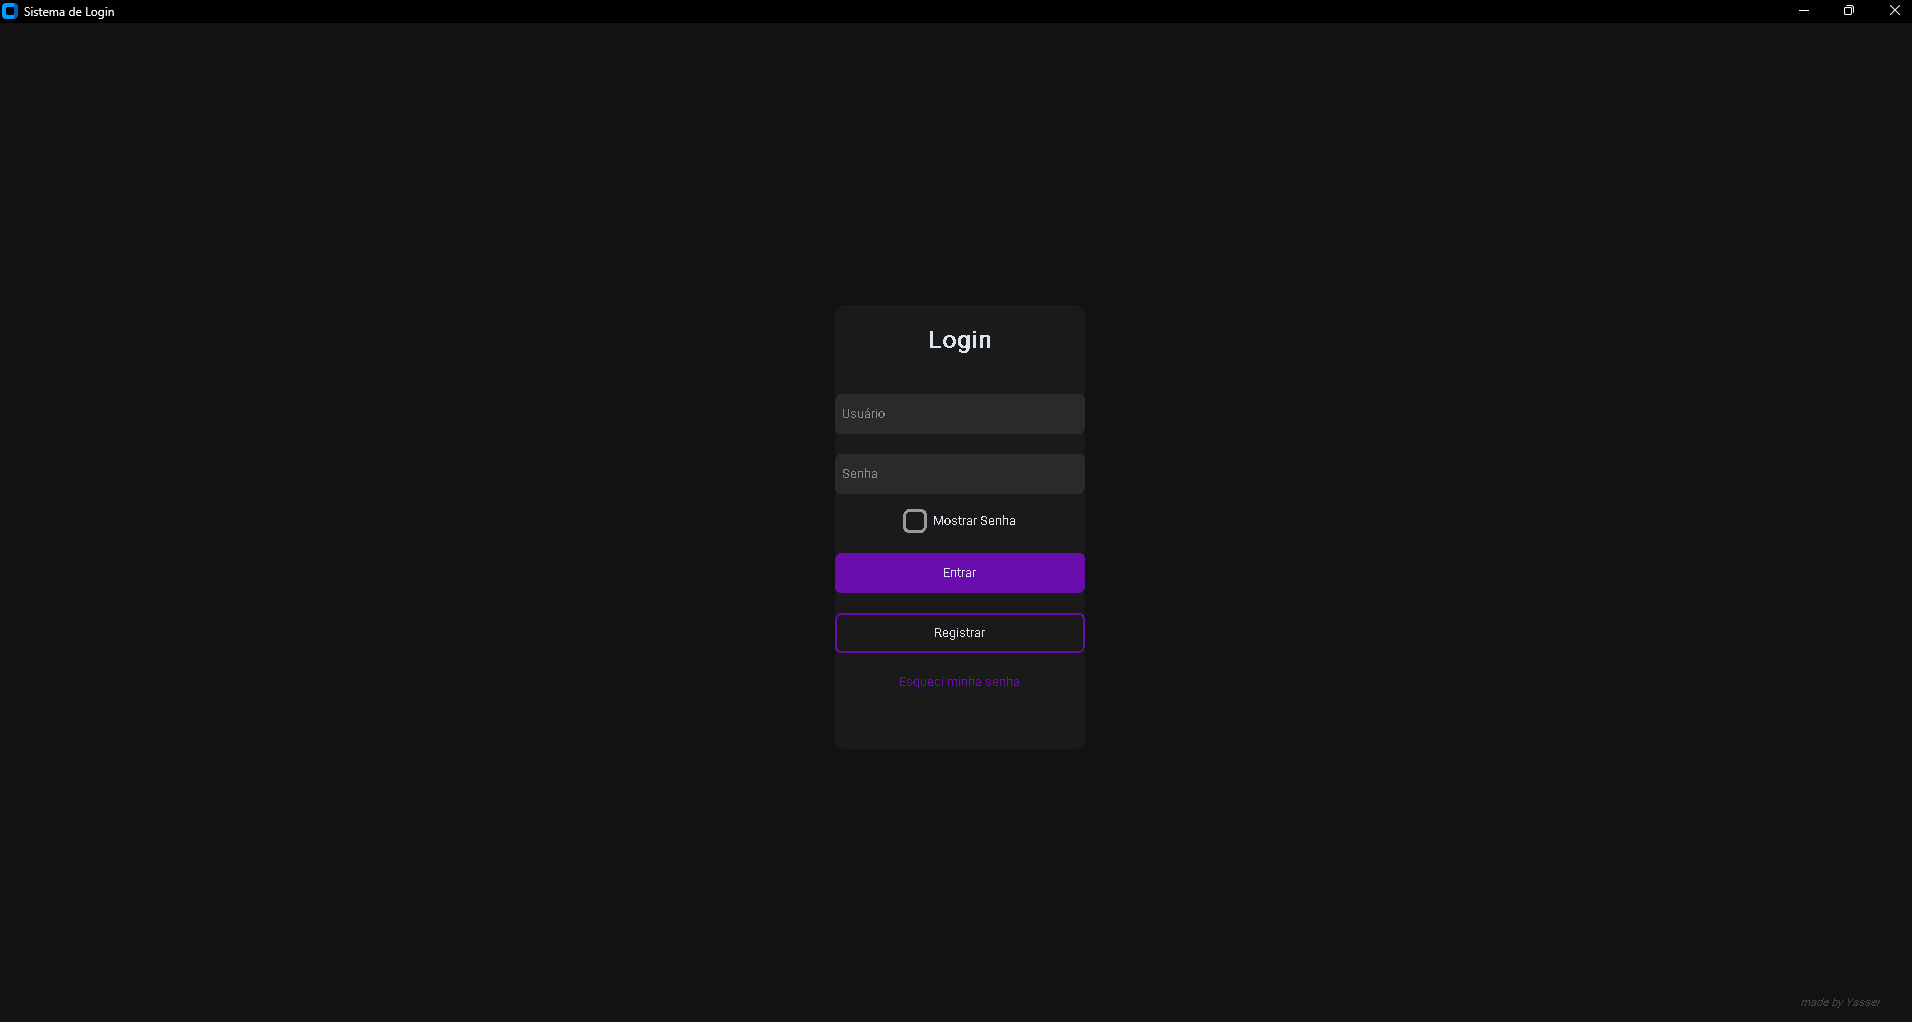 Sistema de Login
Login
Usuário
Senha
Mostrar Senha
Entrar
Registrar
Esqueci minha senha
made by Yasser